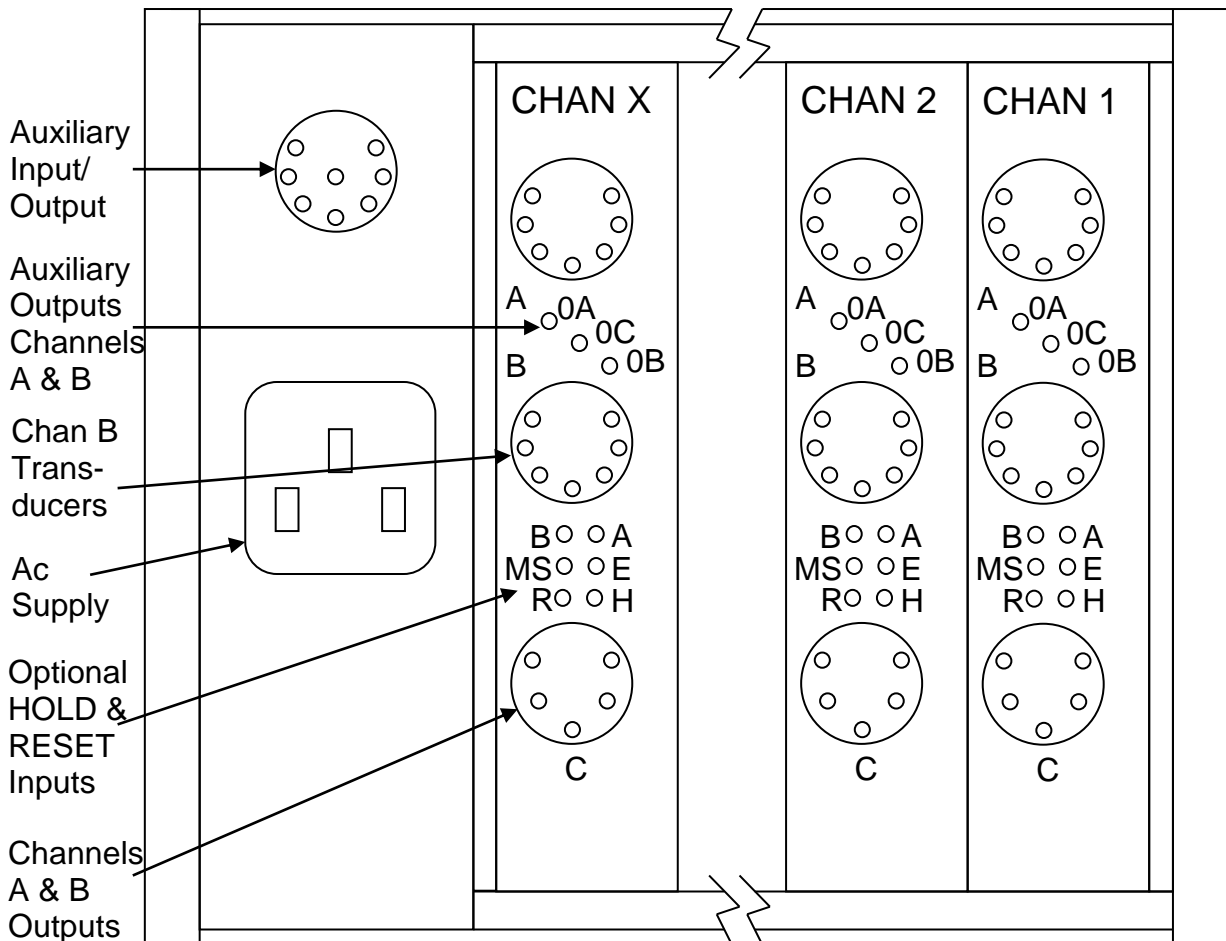 Auxiliary
Input/
Output
Auxiliary
Outputs
Channels
A & B
Chan B
Trans-
ducers
Ac
Supply
Optional
HOLD &
RESET
Inputs
Channels
A & B
Outputs
CHAN X
A
0A
0C
B
0B
B A
MS E
R H
C
CHAN 2
A
0A
0C
B
0B
B A
MS E
R H
C
CHAN 1
A
0A
0C
B
0B
B A
MS E
R H
C